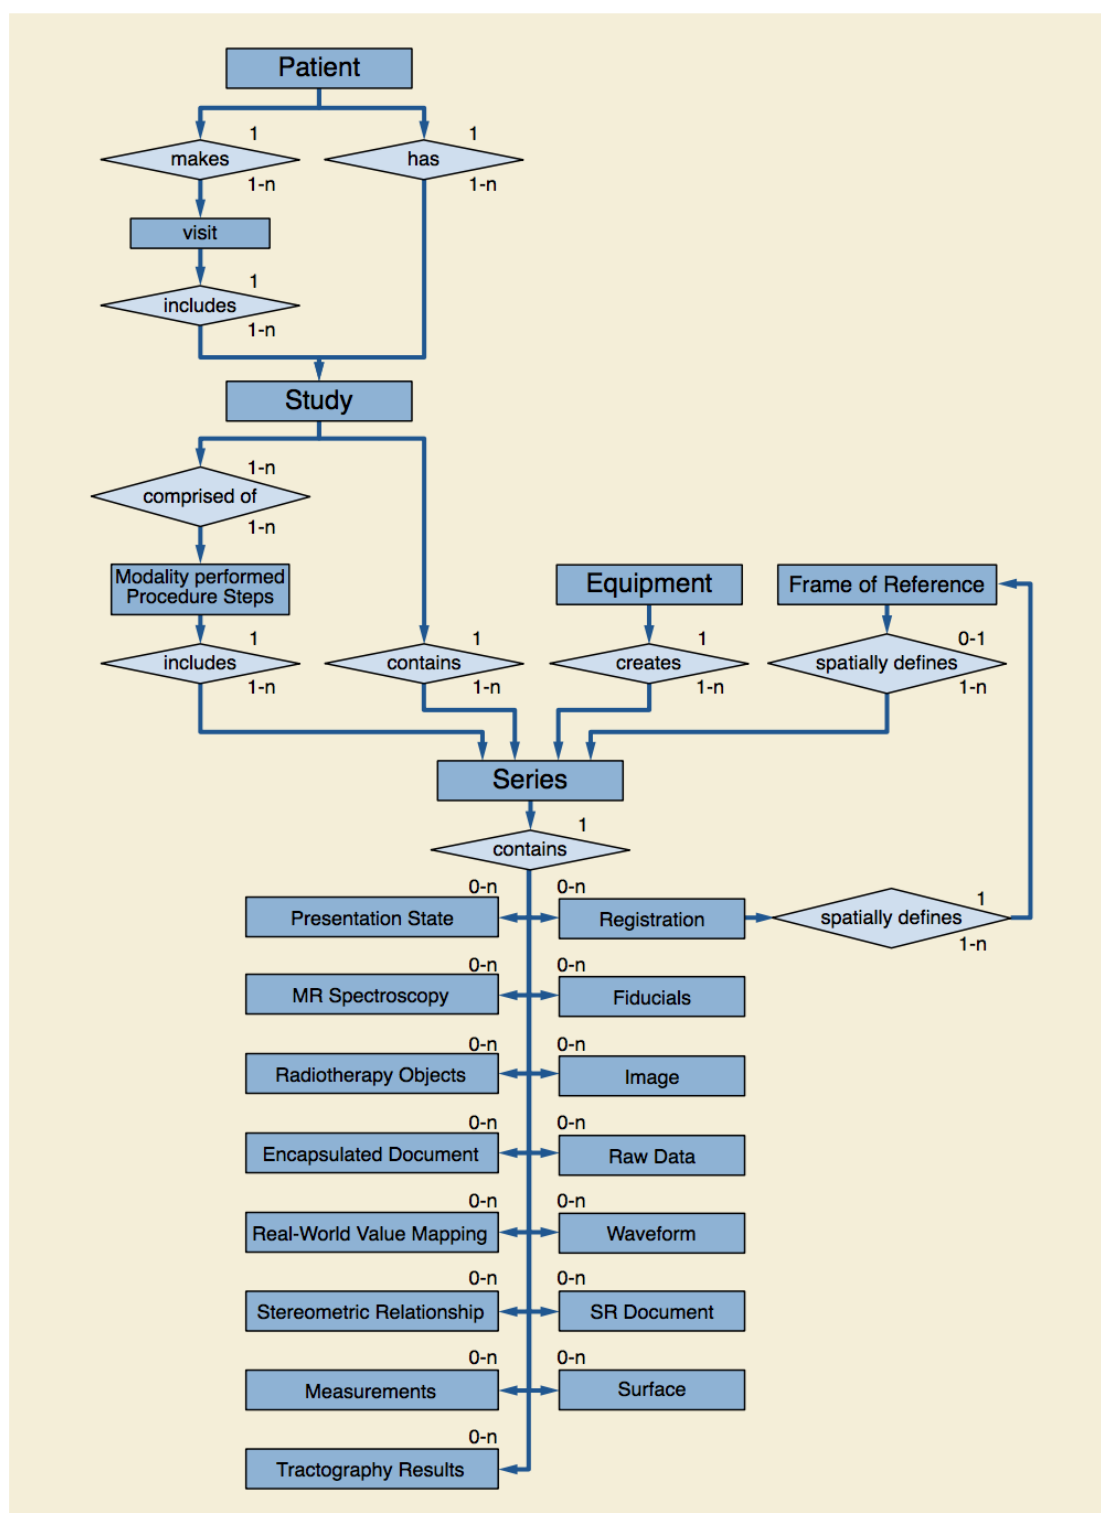 Patient
1
1
makes
has
1-n
1-n
visit
1
includes
1-n
Study
1-n
comprised of
1-n
Modality performed
Procedure Steps
Equipment
Frame of Reference
1
1
1
0-1
includes
contains
creates
spatially defines
1-n
1-n
1-n
1-n
Series
1
contains
0-n
0-n
Presentation State
Registration
1
spatially defines
1-n
0-n
0-n
MR Spectroscopy
Fiducials
0-n
0-n
Radiotherapy Objects
Image
0-n
0-n
Encapsulated Document
Raw Data
0-n
0-n
Real-World Value Mapping
Waveform
0-n
0-n
Stereometric Relationship
SR Document
0-n
0-n
Measurements
Surface
0-n
Tractography Results